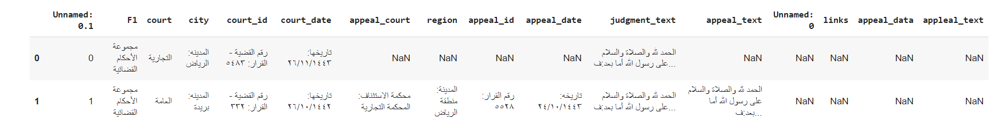 Unnamed: 0.1
F1
court
city
court_id
court_date
appeal_court
region
appeal_id
appeal_date
judgment_text
appeal_text
Unnamed: 0
links
appeal_data
appleal_text
0
0
مجموعة
الأحكام
القضائية
التجارية
المدينه:
الرياض
رقم القضية -
القرار: ٥٤٨٣
تاريخها:
٢٦/١١/١٤٤٣
NaN
NaN
NaN
NaN
الحمد لله والصلاة والسلام
على رسول الله أما بعد:ف...
NaN
NaN
NaN
NaN
NaN
1
1
مجموعة
الأحكام
القضائية
العامة
المدينه:
بريدة
رقم القضية -
القرار: ٣٣٢
تاريخها:
٢٦/١٠/١٤٤٢
محكمة الاستئناف:
المحكمة التجارية
المدينة:
منطقة
الرياض
رقم القرار:
٥٥٢٨
تاريخه:
٢٤/١٠/١٤٤٣
الحمد لله والصلاة والسلام
على رسول الله أما بعد:ف...
الحمد لله والصلاة والسلام
على رسول الله أما
بعد:ف...
NaN
NaN
NaN
NaN